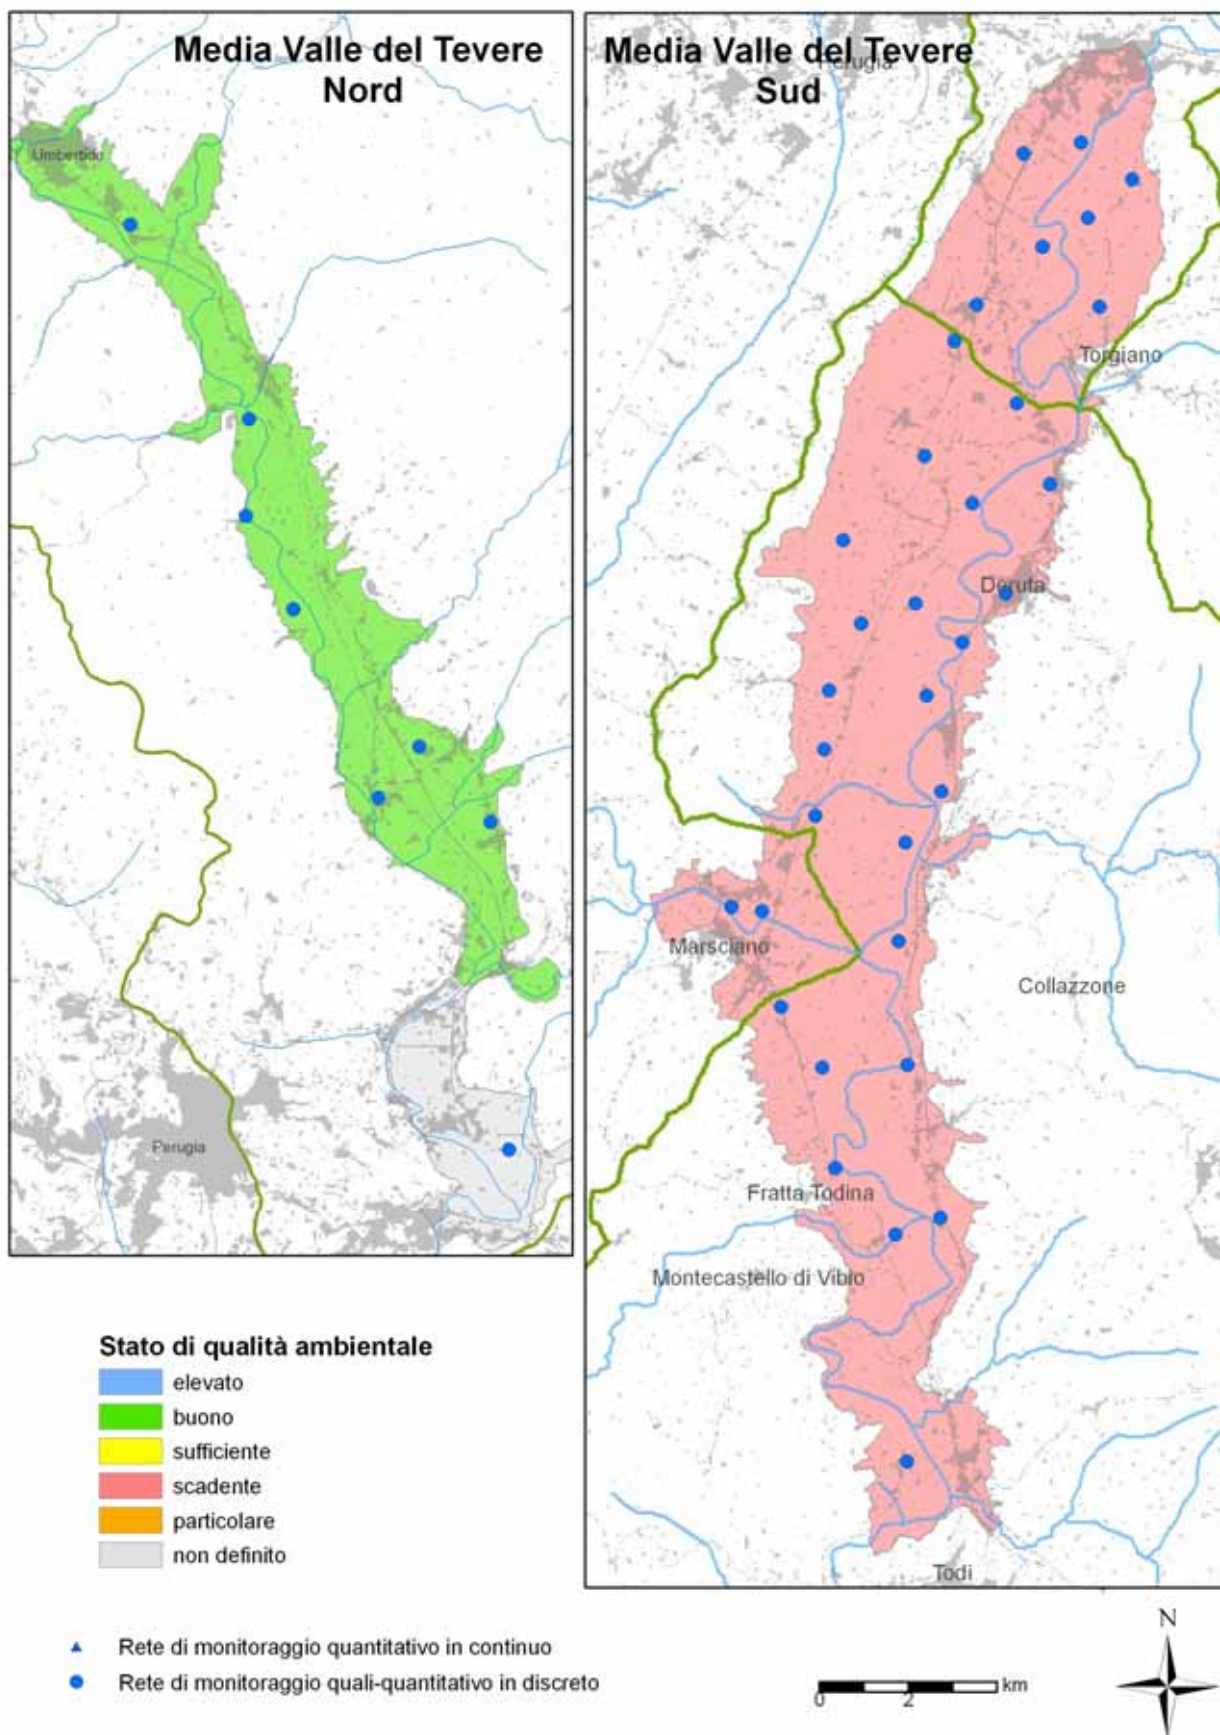 Media Valle del Tevere
Nord
Umbertide
Perugia
Media Valle del Tevere
Sud
Perugia
Torgiano
Deruta
Marsciano
Collazzone
Fratta Todina
Montecastello di Vibio
Todi
Stato di qualità ambientale
elevato
buono
sufficiente
scadente
particolare
non definito
Rete di monitoraggio quantitativo in continuo
Rete di monitoraggio quali-quantitativo in discreto
0 2 km
N